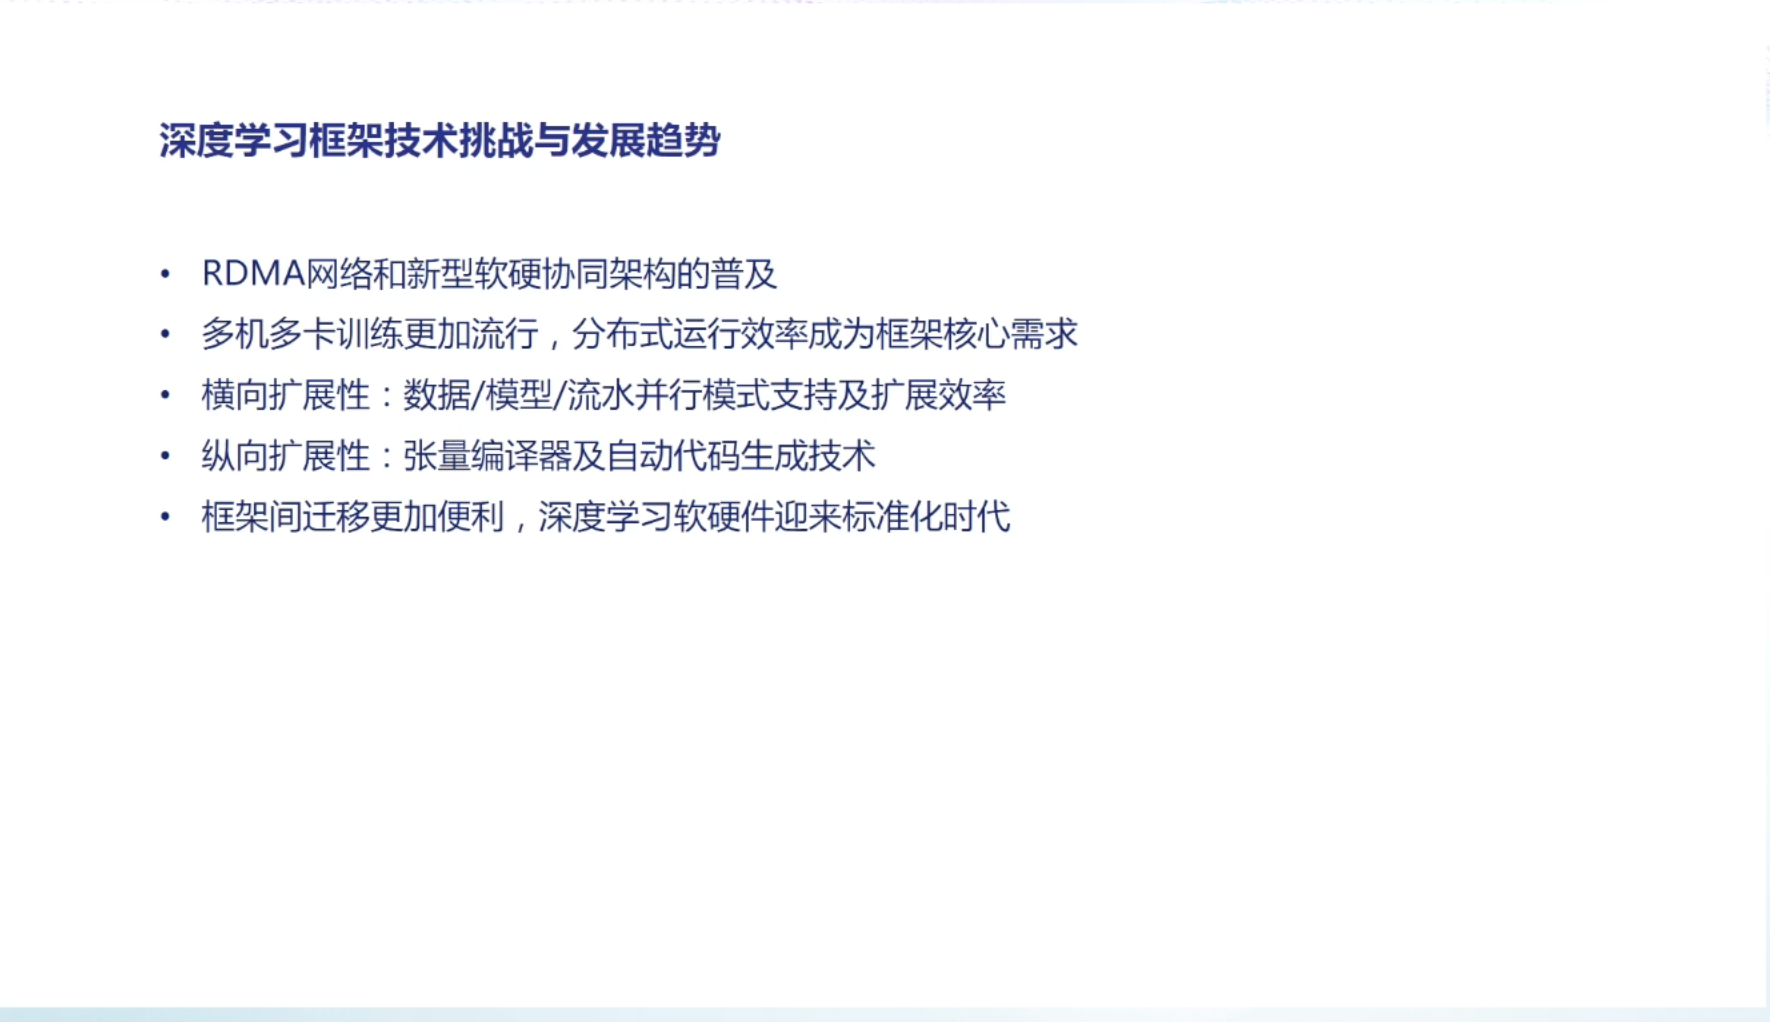 深度学习框架技术挑战与发展趋势
• RDMA网络和新型软硬协同架构的普及
• 多机多卡训练更加流行，分布式运行效率成为框架核心需求
• 横向扩展性：数据/模型/流水并行模式支持及扩展效率
• 纵向扩展性：张量编译器及自动代码生成技术
• 框架间迁移更加便利，深度学习软硬件迎来标准化时代